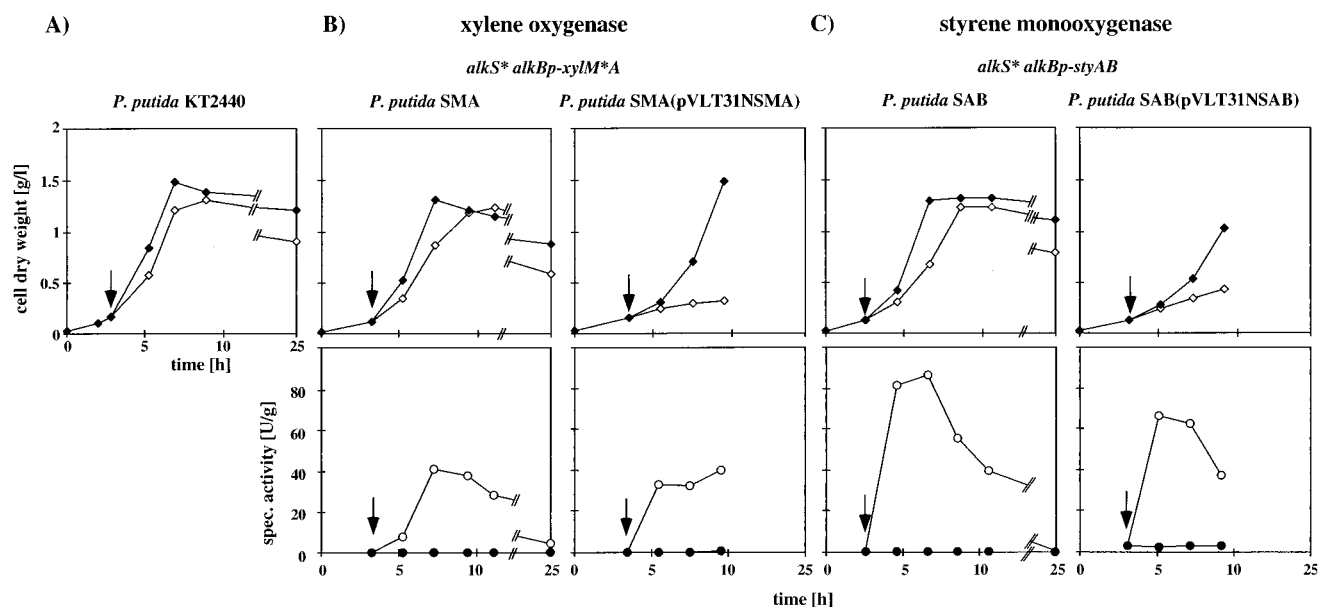 A)
B)
xylene oxygenase
C)
styrene monooxygenase
alkS* alkBp-xylM*A
alkS* alkBp-styAB
P. putida KT2440
P. putida SMA
P. putida SMA(pVLT31NSMA)
P. putida SAB
P. putida SAB(pVLT31NSAB)
cell dry weight [g/l]
2
1.5
1
0.5
0
0 5 10 25
time [h]
spec. activity [U/g]
80
60
40
20
0
0 5 10 25
0 5 10
0 5 10 25
0 5 10 25
time [h]